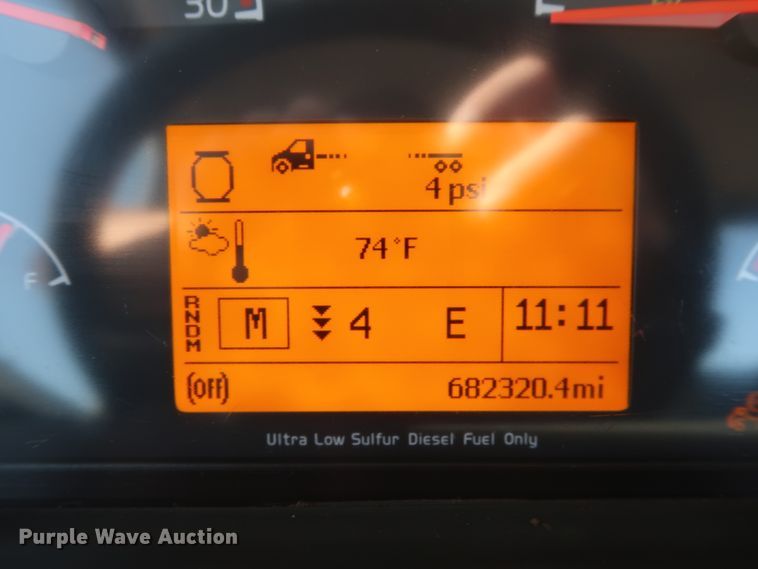 30
4 psi
74°F
F
R
N
D
M
M 4 E 11:11
(OFF) 682320.4mi
Ultra Low Sulfur Diesel Fuel Only
Purple Wave Auction